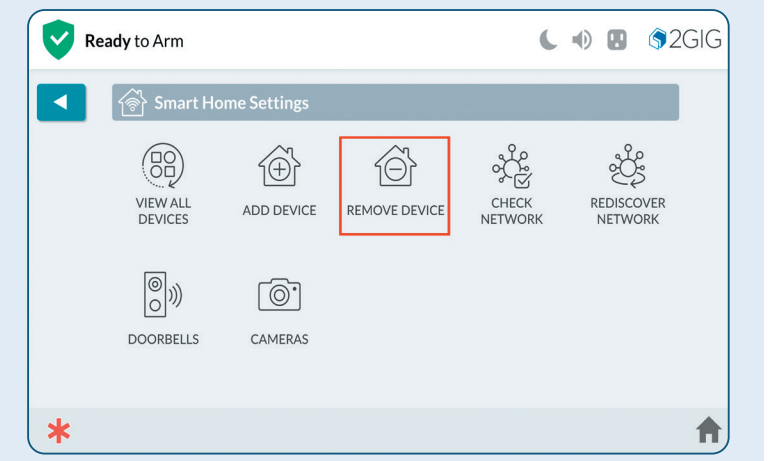 Ready to Arm
2GIG
Smart Home Settings
VIEW ALL
DEVICES
ADD DEVICE
REMOVE DEVICE
CHECK
NETWORK
REDISCOVER
NETWORK
DOORBELLS
CAMERAS